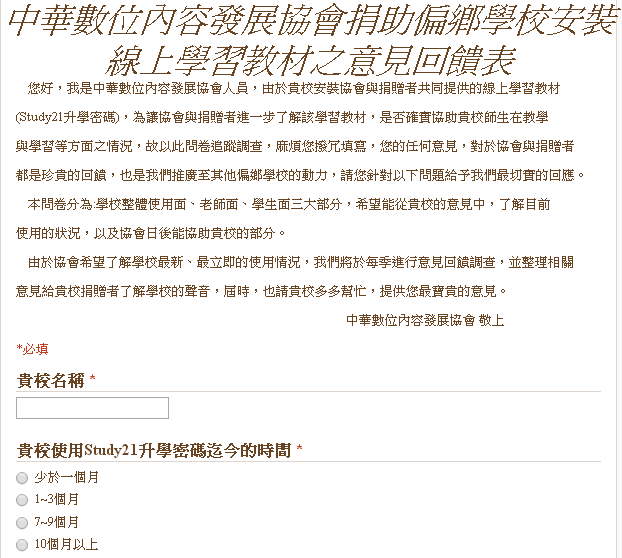 中華數位內容發展協會捐助偏鄉學校安裝
線上學習教材之意見回饋表
您好，我是中華數位內容發展協會人員，由於貴校安裝協會與捐贈者共同提供的線上學習教材
(Study21升學密碼)，為讓協會與捐贈者進一步了解該學習教材，是否確實協助貴校師生在教學
與學習等方面之情況，故以此問卷追蹤調查，麻煩您撥冗填寫，您的任何意見，對於協會與捐贈者
都是珍貴的回饋，也是我們推廣至其他偏鄉學校的動力，請您針對以下問題給予我們最切實的回應。
本問卷分為:學校整體使用面、老師面、學生面三大部分，希望能從貴校的意見中，了解目前
使用的狀況，以及協會日後能協助貴校的部分。
由於協會希望了解學校最新、最立即的使用情況，我們將於每季進行意見回饋調查，並整理相關
意見給貴校捐贈者了解學校的聲音，屆時，也請貴校多多幫忙，提供您最寶貴的意見。
中華數位內容發展協會 敬上
*必填
貴校名稱 *
貴校使用Study21升學密碼迄今的時間 *
少於一個月
1~3個月
7~9個月
10個月以上